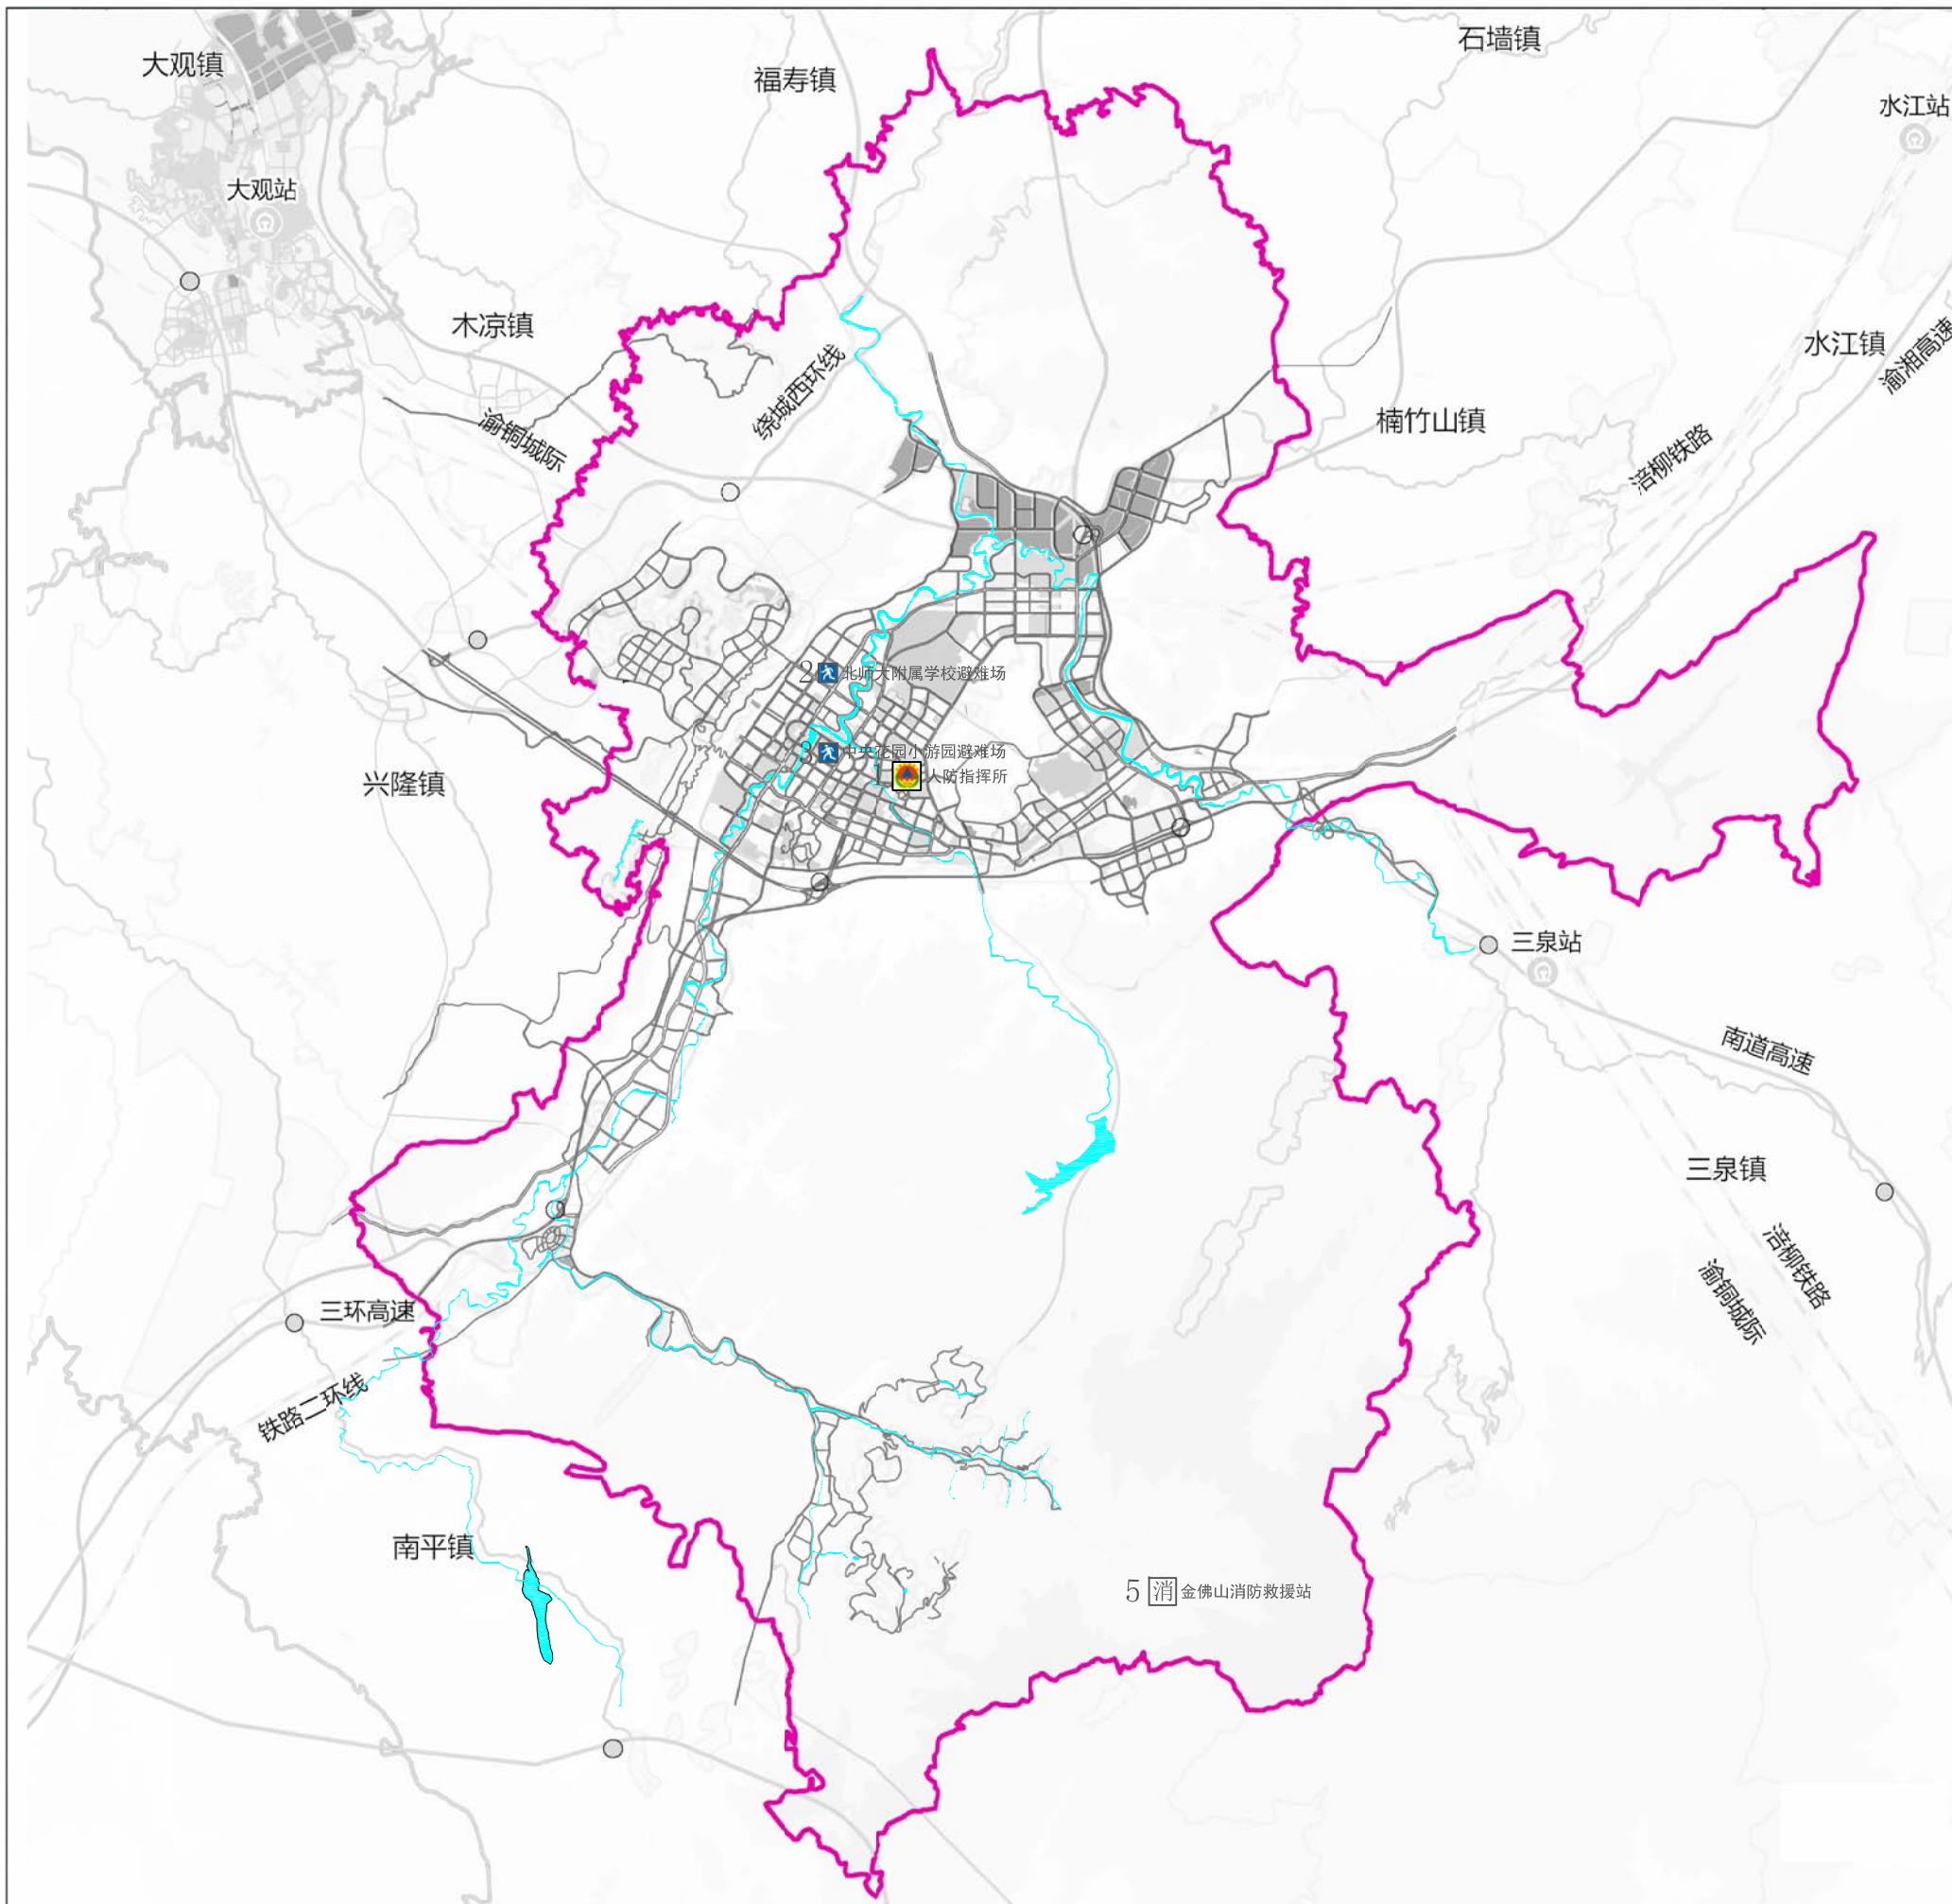 石墙镇
大观镇
福寿镇
水江站
大观站
木凉镇
水江镇
渝湘高速
绕城西环线
楠竹山镇
渝铜城际
涪柳铁路
2 北师大附属学校避难场
3 中央花园小游园避难场
人防指挥所
兴隆镇
三泉站
南道高速
三泉镇
涪柳铁路
渝铜城际
三环高速
铁路二环线
南平镇
5 消 金佛山消防救援站